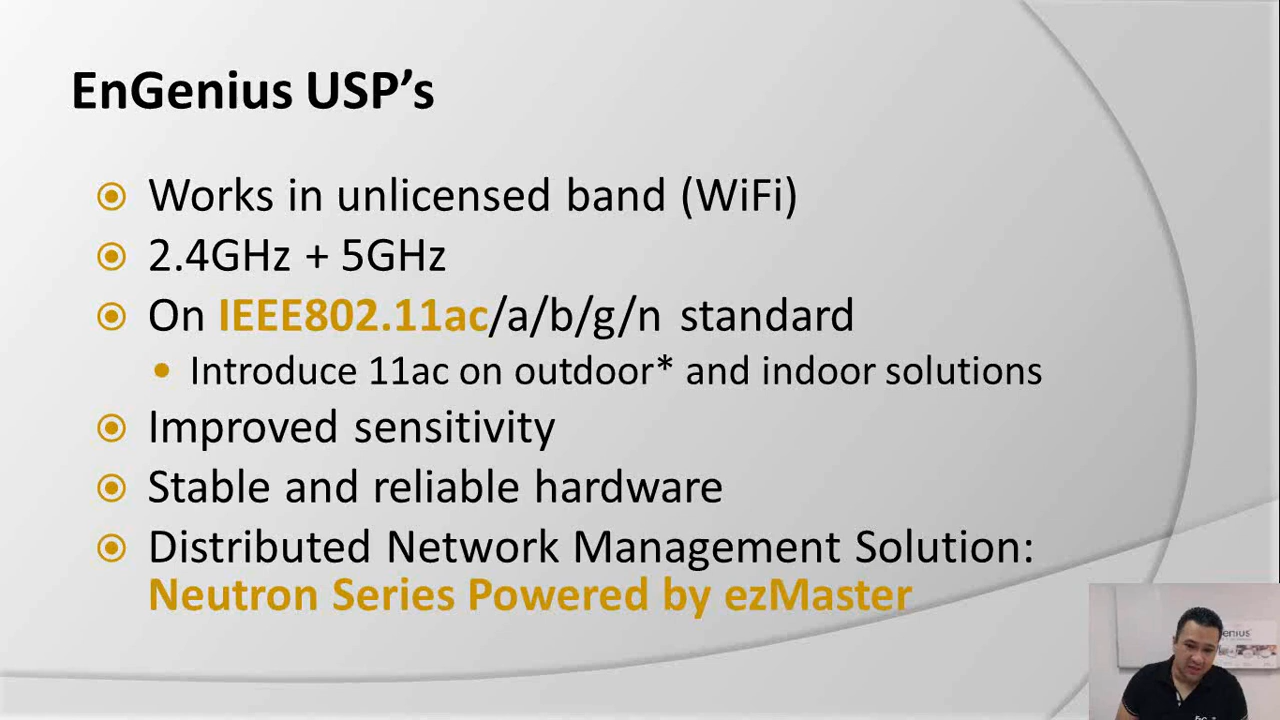 EnGenius USP’s
Works in unlicensed band (WiFi)
2.4GHz + 5GHz
On IEEE802.11ac/a/b/g/n standard
Introduce 11ac on outdoor* and indoor solutions
Improved sensitivity
Stable and reliable hardware
Distributed Network Management Solution:
Neutron Series Powered by ezMaster